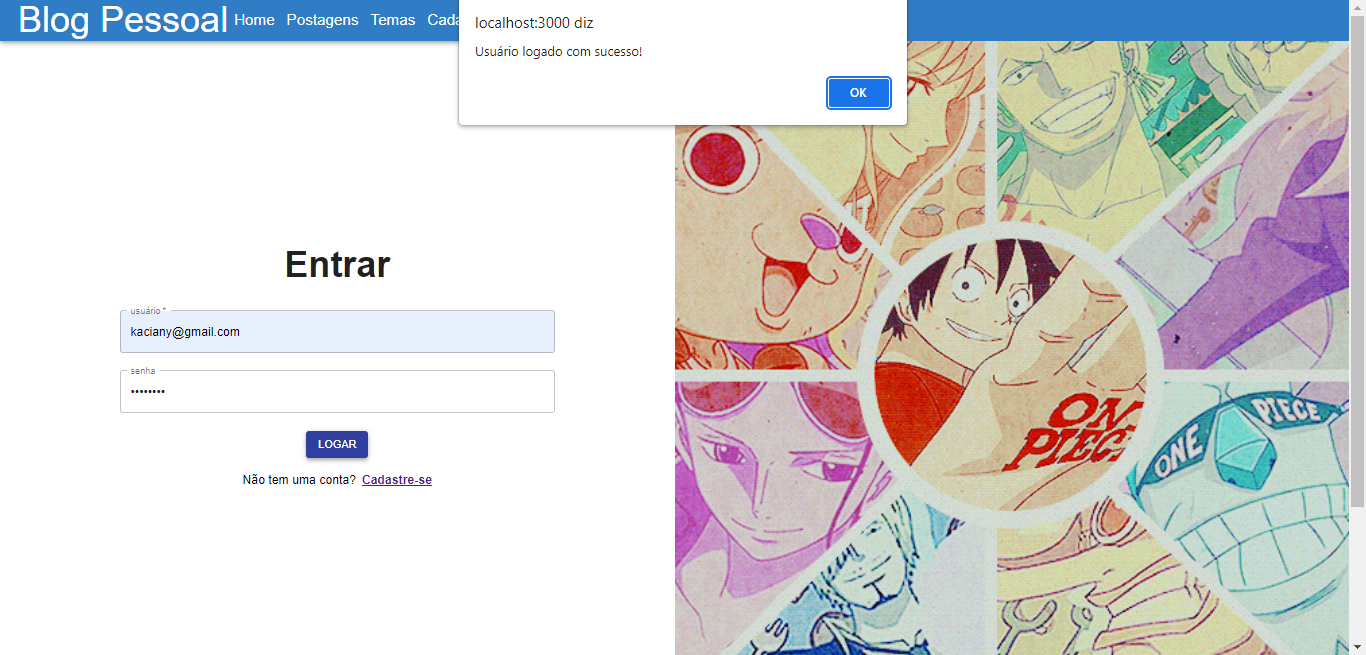 Blog Pessoal Home Postagens Temas Cada
localhost:3000 diz
Usuário logado com sucesso!
OK
Entrar
usuário *
kaciany@gmail.com
senha
••••••••
LOGAR
Não tem uma conta? Cadastre-se
ONE
PIECE
ONE PIECE